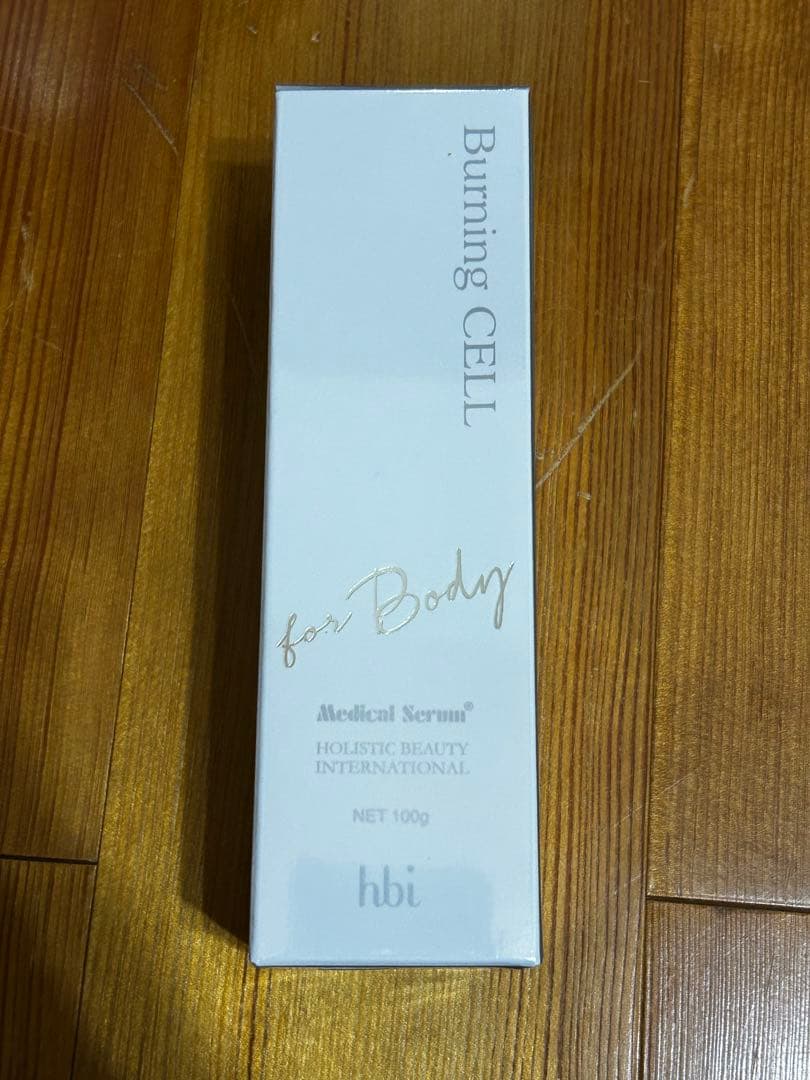 Burning CELL
for Body
Medical Serum®
HOLISTIC BEAUTY
INTERNATIONAL
NET 100g
hbi